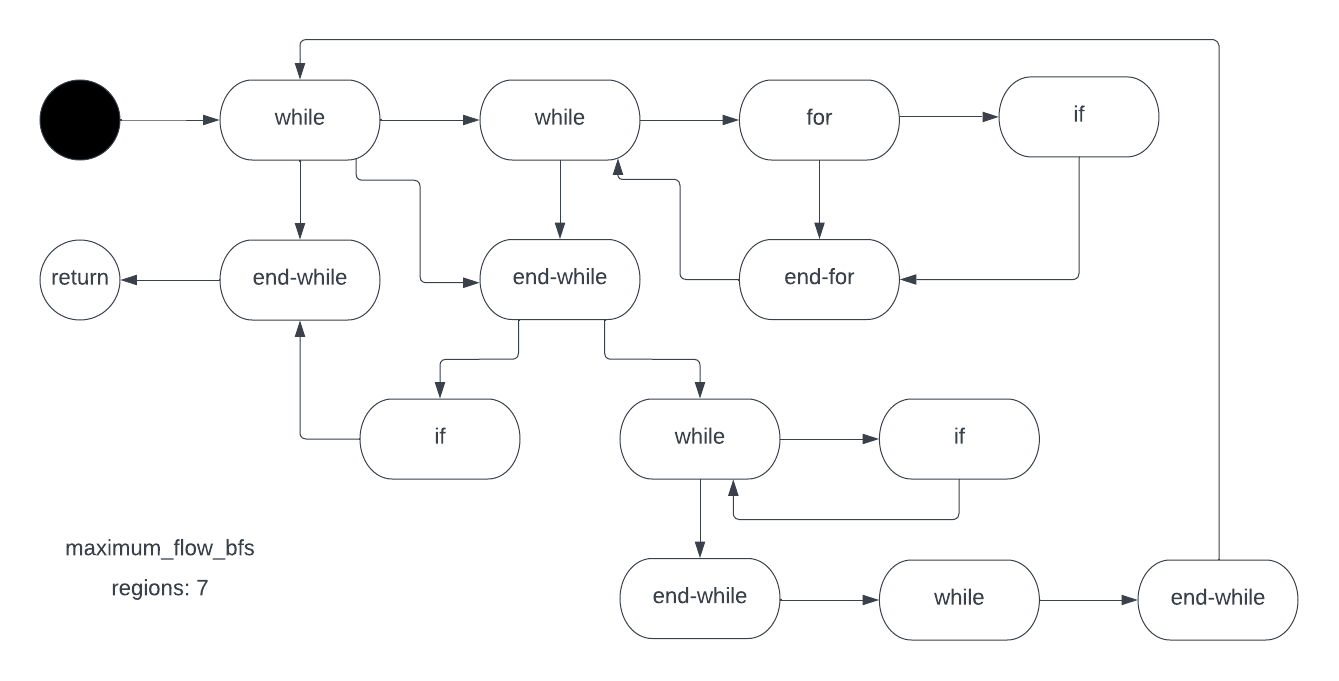 while
while
for
if
return
end-while
end-while
end-for
if
while
if
maximum_flow_bfs
regions: 7
end-while
while
end-while